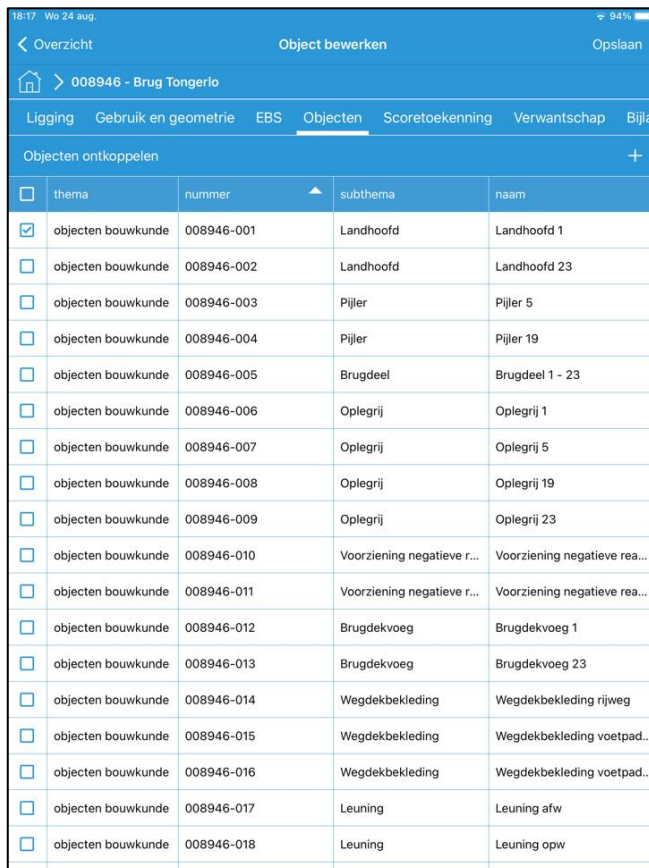 18:17 Wo 24 aug. 94%
Overzicht Object bewerken Opslaan
008946 - Brug Tongerlo
Ligging Gebruik en geometrie EBS Objecten Scoretoekenning Verwantschap Bijla
Objecten ontkoppelen +
thema nummer subthema naam
objecten bouwkunde 008946-001 Landhoofd Landhoofd 1
objecten bouwkunde 008946-002 Landhoofd Landhoofd 23
objecten bouwkunde 008946-003 Pijler Pijler 5
objecten bouwkunde 008946-004 Pijler Pijler 19
objecten bouwkunde 008946-005 Brugdeel Brugdeel 1 - 23
objecten bouwkunde 008946-006 Oplegrij Oplegrij 1
objecten bouwkunde 008946-007 Oplegrij Oplegrij 5
objecten bouwkunde 008946-008 Oplegrij Oplegrij 19
objecten bouwkunde 008946-009 Oplegrij Oplegrij 23
objecten bouwkunde 008946-010 Voorziening negatieve r... Voorziening negatieve rea...
objecten bouwkunde 008946-011 Voorziening negatieve r... Voorziening negatieve rea...
objecten bouwkunde 008946-012 Brugdekvoeg Brugdekvoeg 1
objecten bouwkunde 008946-013 Brugdekvoeg Brugdekvoeg 23
objecten bouwkunde 008946-014 Wegdekbekleding Wegdekbekleding rijweg
objecten bouwkunde 008946-015 Wegdekbekleding Wegdekbekleding voetpad...
objecten bouwkunde 008946-016 Wegdekbekleding Wegdekbekleding voetpad...
objecten bouwkunde 008946-017 Leuning Leuning afw
objecten bouwkunde 008946-018 Leuning Leuning opw